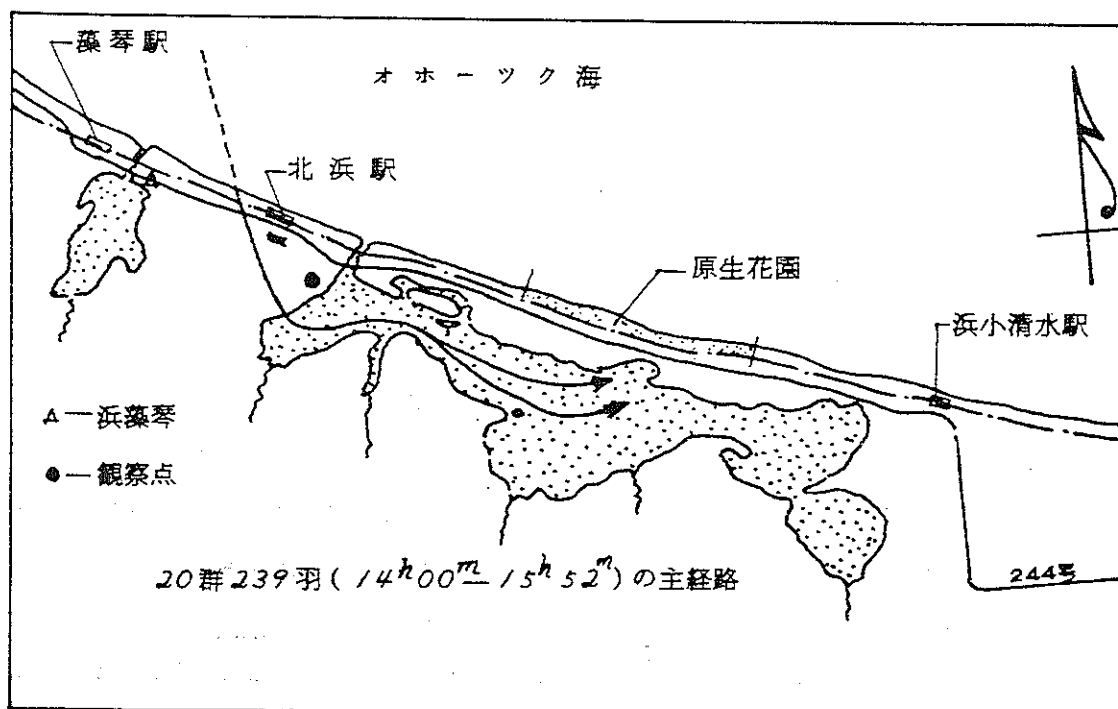 藻琴駅
オホーツク海
北浜駅
原生花園
浜小清水駅
△—浜藻琴
●—観察点
20群239羽(14h00m—15h52m)の主経路
244号